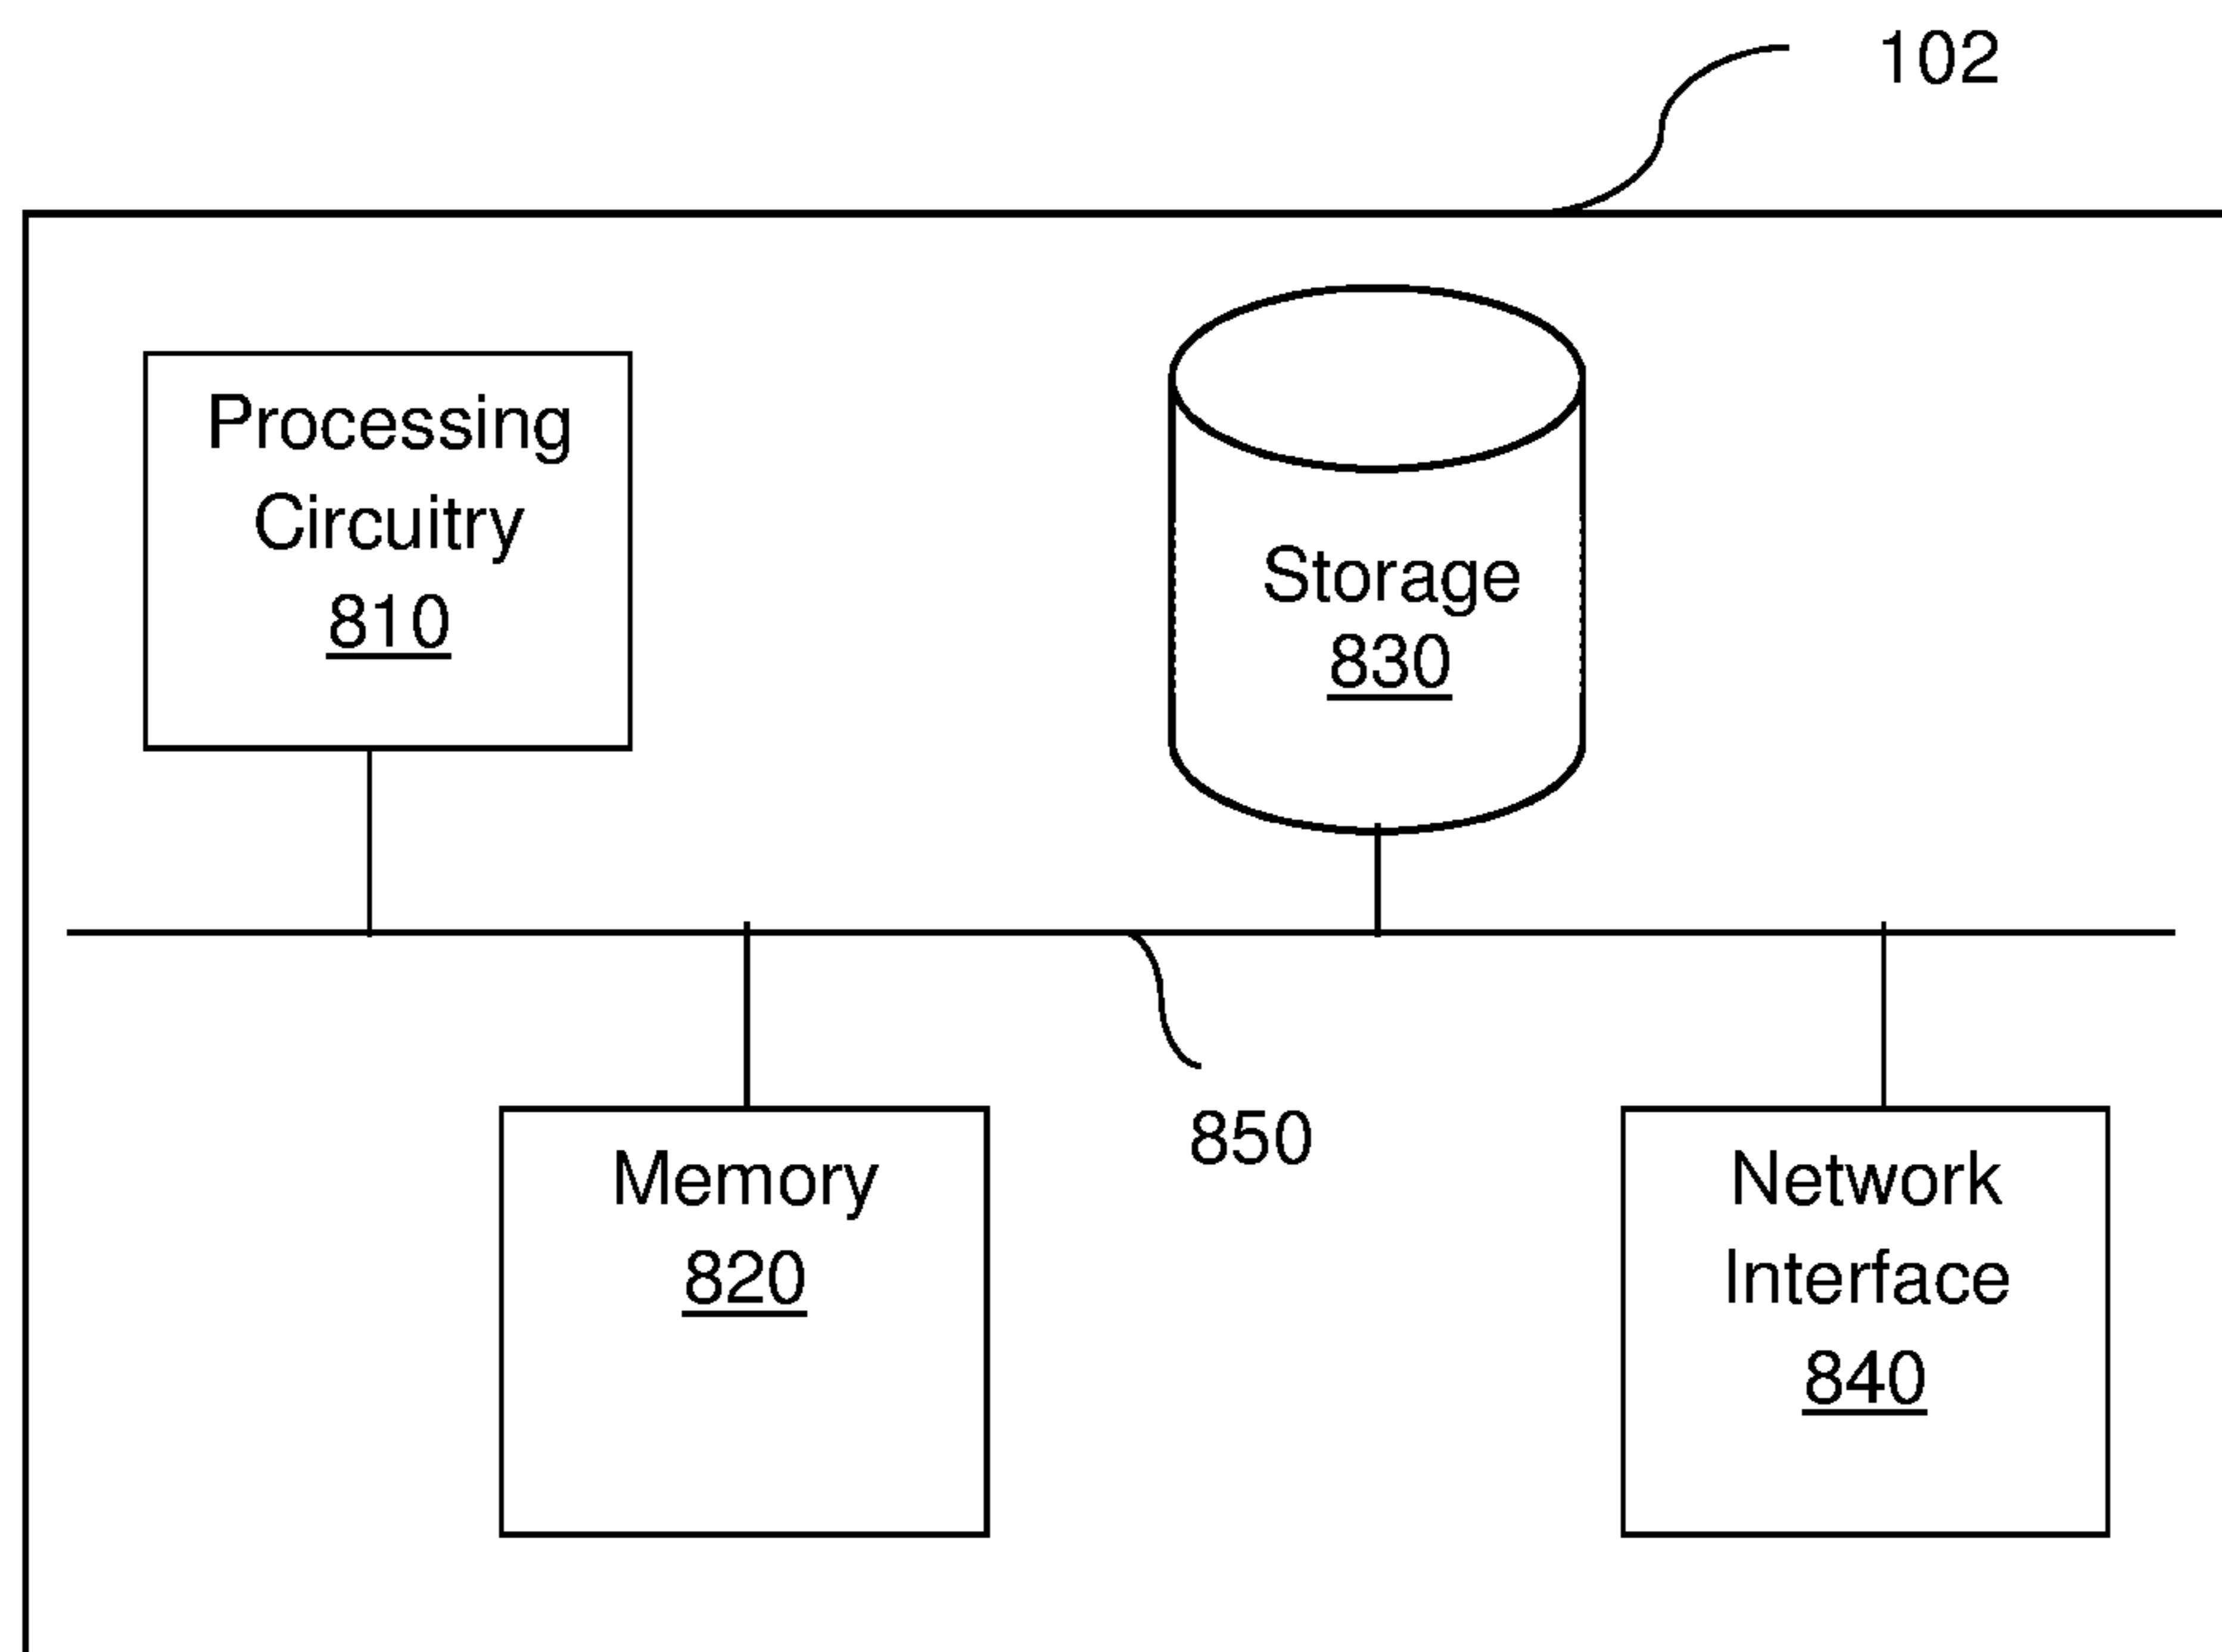 102
Processing
Circuitry
810
Storage
830
850
Memory
820
Network
Interface
840